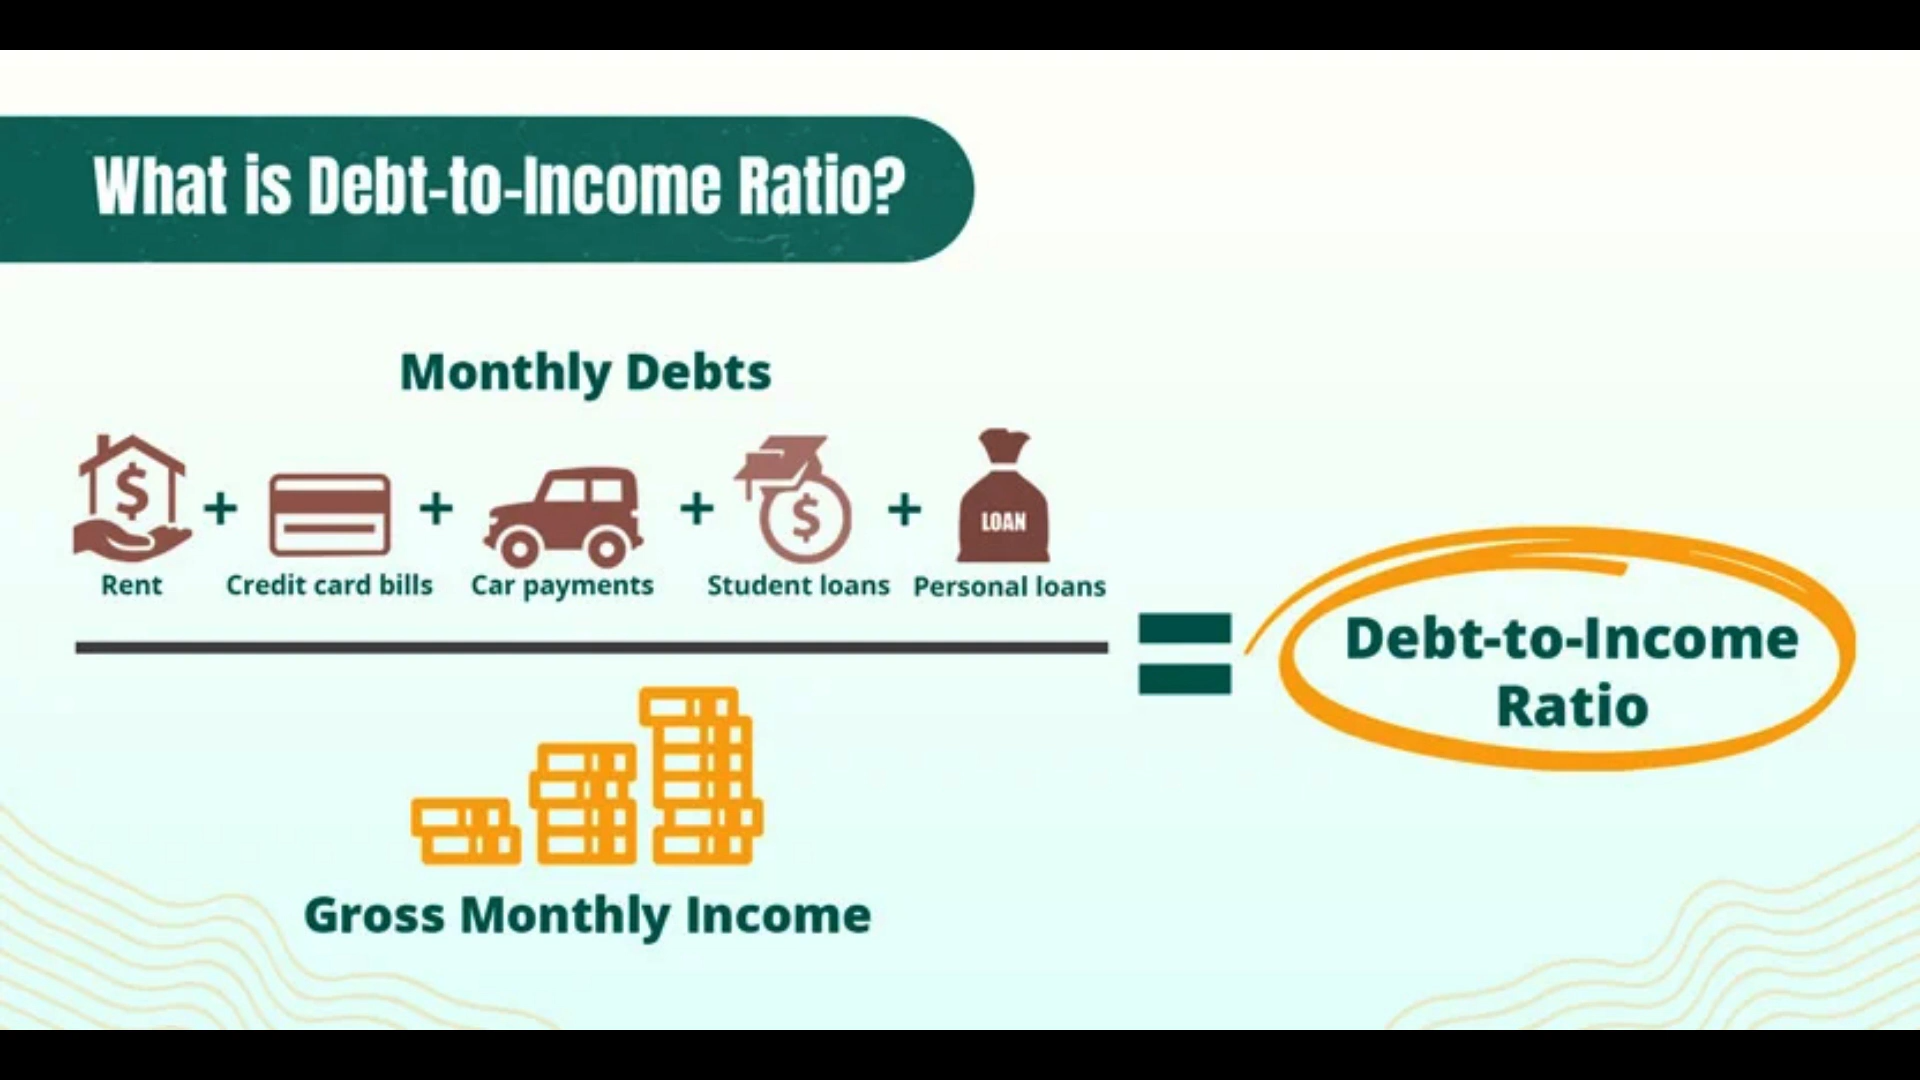 What is Debt-to-Income Ratio?
Monthly Debts
$ + + + $ + LOAN
Rent Credit card bills Car payments Student loans Personal loans
=
Debt-to-Income
Ratio
Gross Monthly Income